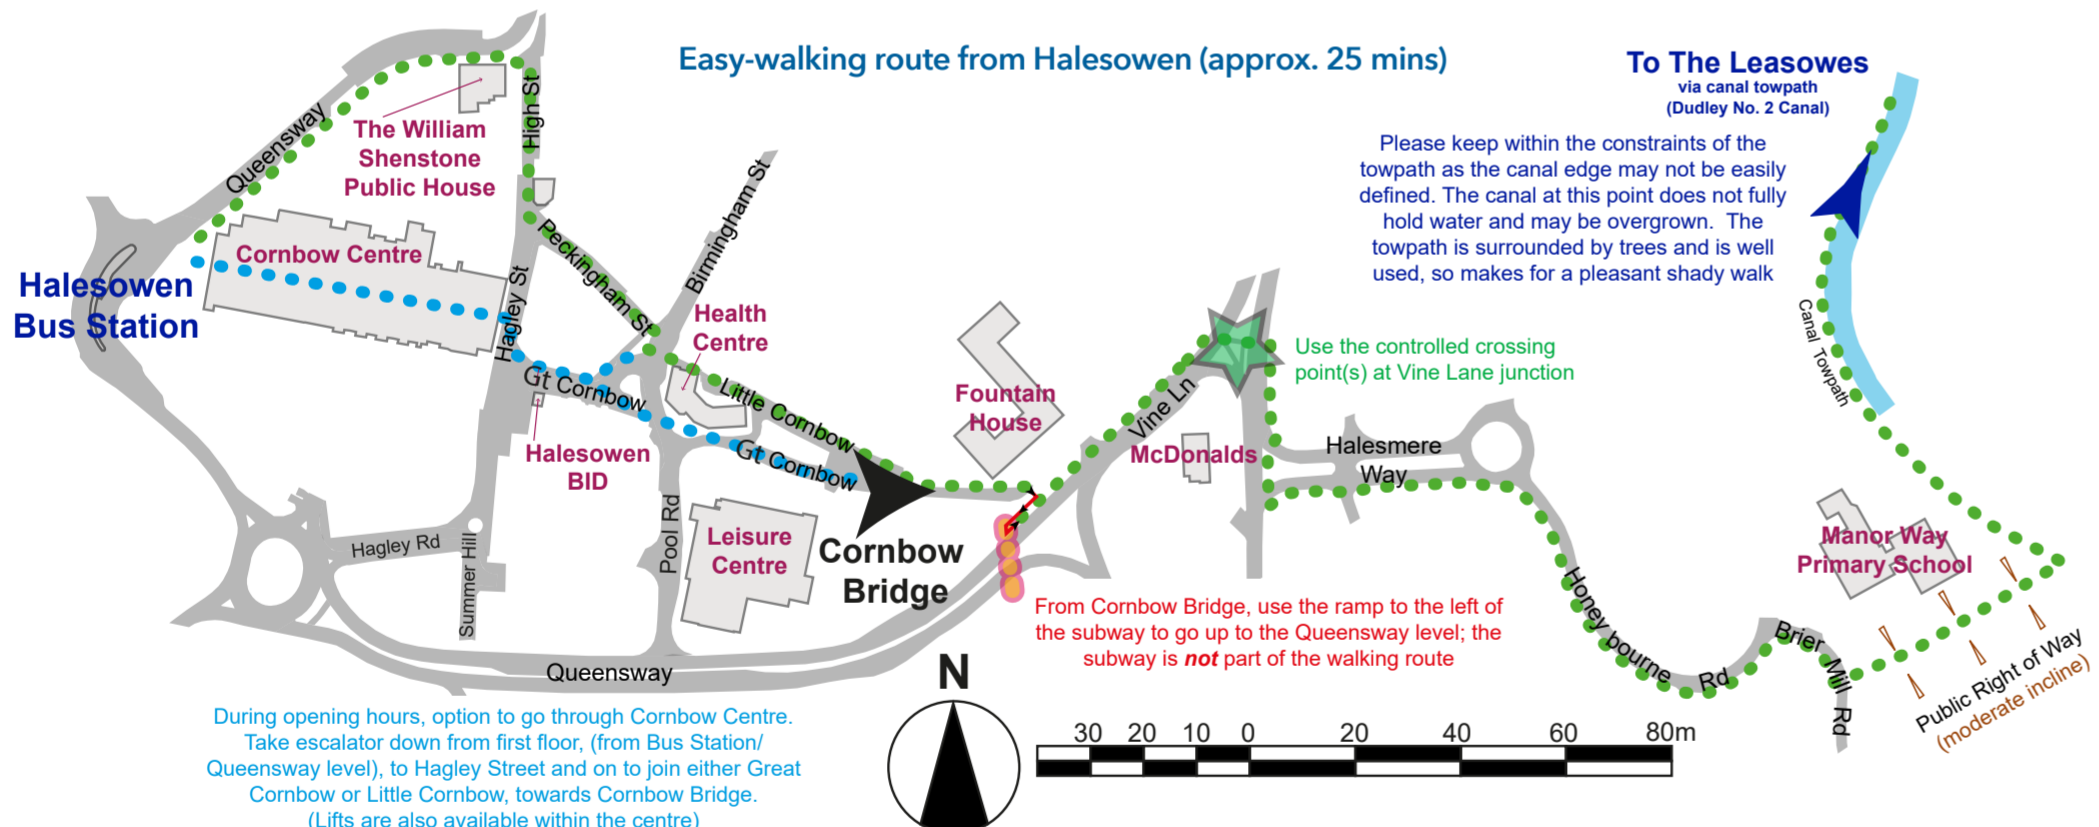 Easy-walking route from Halesowen (approx. 25 mins)
To The Leasowes
via canal towpath
(Dudley No. 2 Canal)
Please keep within the constraints of the
towpath as the canal edge may not be easily
defined. The canal at this point does not fully
hold water and may be overgrown. The
towpath is surrounded by trees and is well
used, so makes for a pleasant shady walk
Queensway
The William
Shenstone
Public House
High St
Birmingham St
Peckingham St
Cornbow Centre
Halesowen
Bus Station
Hagley St
Health
Centre
Gt Cornbow
Little Cornbow
Gt Cornbow
Halesowen
BID
Fountain
House
Vine Ln
McDonalds
Use the controlled crossing
point(s) at Vine Lane junction
Halesmere
Way
Canal Towpath
Manor Way
Primary School
Hagley Rd
Summer Hill
Pool Rd
Leisure
Centre
Cornbow
Bridge
From Cornbow Bridge, use the ramp to the left of
the subway to go up to the Queensway level; the
subway is not part of the walking route
Honeybourne
Rd
Brier
Mill
Rd
Public Right of Way
(moderate incline)
Queensway
N
30 20 10 0 20 40 60 80m
During opening hours, option to go through Cornbow Centre.
Take escalator down from first floor, (from Bus Station/
Queensway level), to Hagley Street and on to join either Great
Cornbow or Little Cornbow, towards Cornbow Bridge.
(Lifts are also available within the centre)